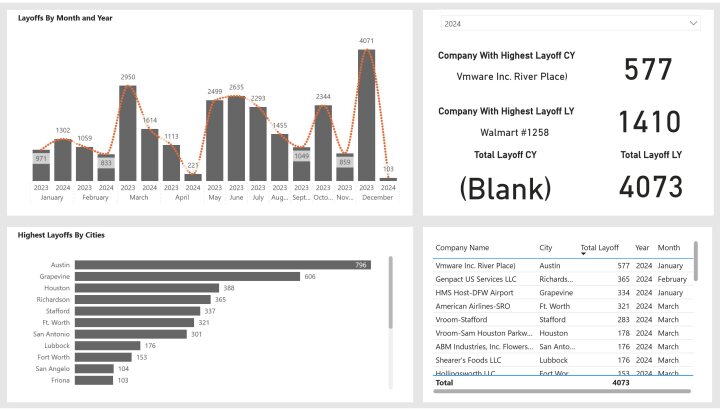 Layoffs By Month and Year
4071
2950
2499
2635
2293
2344
1614
1455
1302
1059
1113
971
833
221
1049
859
103
2023 2024 2023 2024 2023 2024 2023 2024 2023 2023 2023 2023 2023 2023 2023 2023 2024
January February March April May June July Aug... Sept... Octo... Nov... December
2024
Company With Highest Layoff CY
Vmware Inc. River Place)
577
Company With Highest Layoff LY
Walmart #1258
1410
Total Layoff CY
Total Layoff LY
(Blank)
4073
Highest Layoffs By Cities
Austin 796
Grapevine 606
Houston 388
Richardson 365
Stafford 337
Ft. Worth 321
San Antonio 301
Lubbock 176
Fort Worth 153
San Angelo 104
Friona 103
Company Name City Total Layoff Year Month
Vmware Inc. River Place) Austin 577 2024 January
Genpact US Services LLC Richards... 365 2024 February
HMS Host-DFW Airport Grapevine 334 2024 January
American Airlines-SRO Ft. Worth 321 2024 March
Vroom-Stafford Stafford 283 2024 March
Vroom-Sam Houston Parkw... Houston 178 2024 March
ABM Industries, Inc. Flowers... San Anto... 176 2024 March
Shearer's Foods LLC Lubbock 176 2024 March
Hollingsworth LLC Fort Wor... 153 2024 March
Total 4073